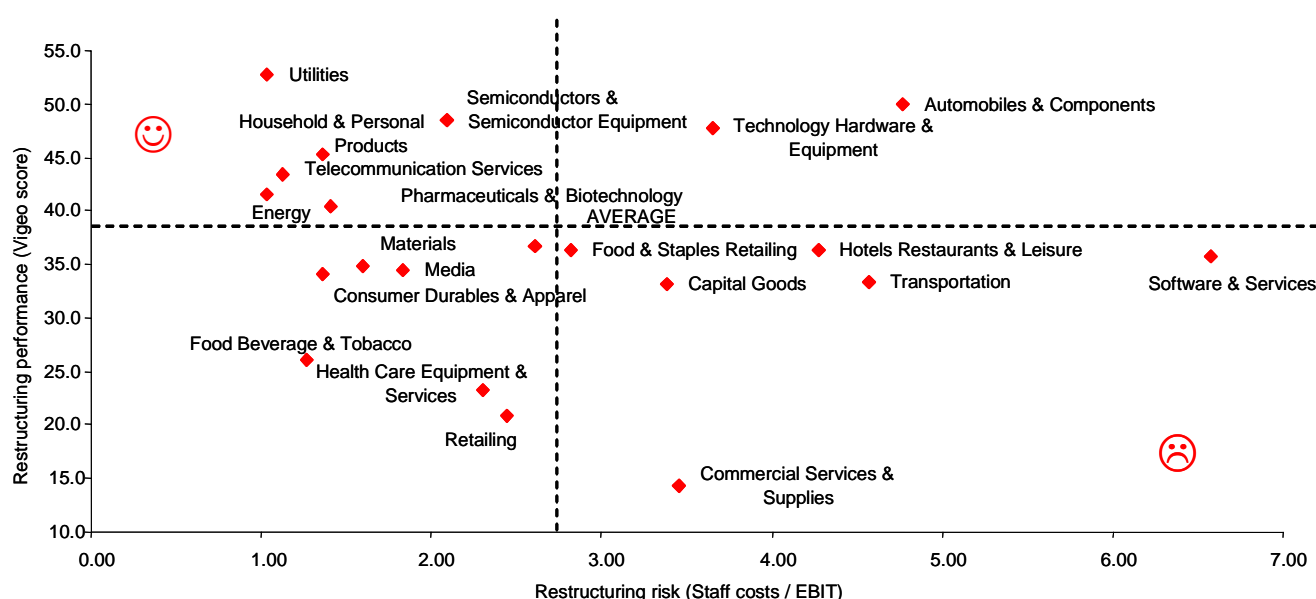 Restructuring performance (Vigeo score)
55.0
50.0
45.0
40.0
35.0
30.0
25.0
20.0
15.0
10.0
Utilities
Semiconductors &
Semiconductor Equipment
Household & Personal
Products
Telecommunication Services
Energy
Pharmaceuticals & Biotechnology
AVERAGE
Automobiles & Components
Technology Hardware &
Equipment
Materials
Media
Consumer Durables & Apparel
Food & Staples Retailing
Hotels Restaurants & Leisure
Capital Goods
Transportation
Software & Services
Food Beverage & Tobacco
Health Care Equipment &
Services
Retailing
Commercial Services &
Supplies
0.00
1.00
2.00
3.00
4.00
5.00
6.00
7.00
Restructuring risk (Staff costs / EBIT)